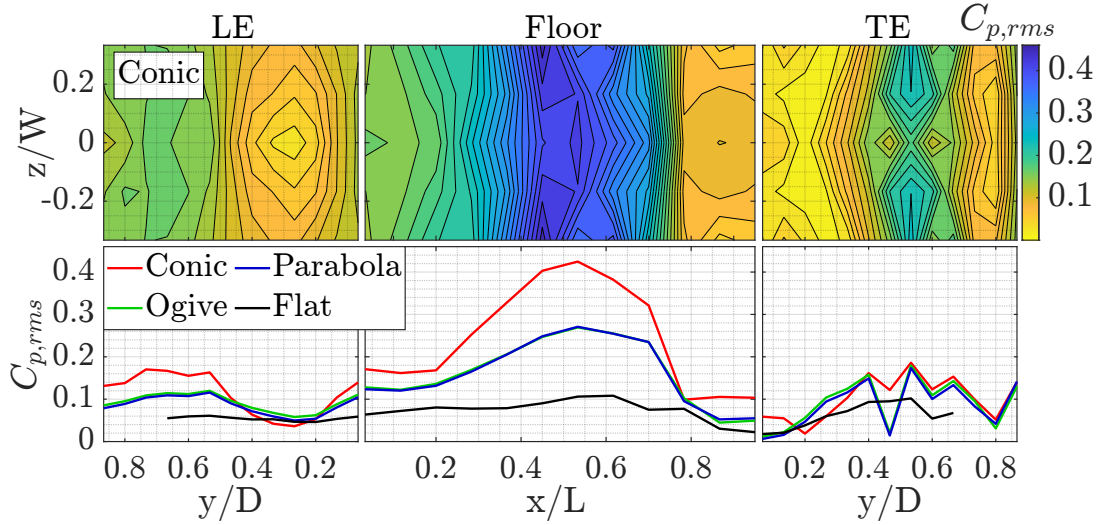 LE Floor TE C_{p,rms}
Conic
z/W
0.2
0
-0.2
0.4
0.3
0.2
0.1
Conic Parabola
Ogive Flat
C_{p,rms}
0.4
0.3
0.2
0.1
0
0.8 0.6 0.4 0.2 0.2 0.4 0.6 0.8 0.2 0.4 0.6 0.8
y/D x/L y/D